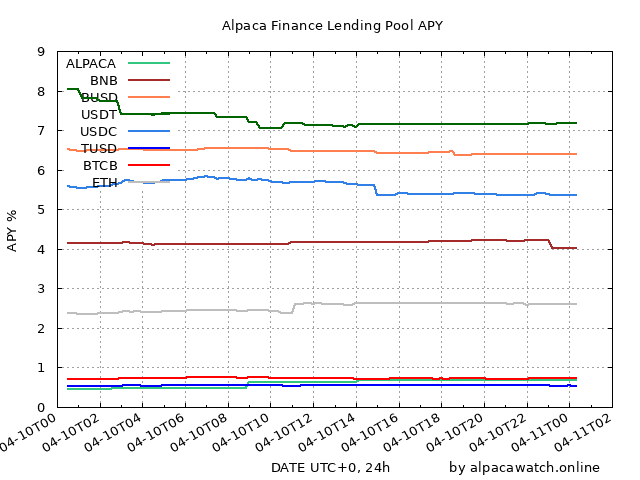 Alpaca Finance Lending Pool APY
ALPACA
BNB
BUSD
USDT
USDC
TUSD
BTCB
ETH
APY %
9
8
7
6
5
4
3
2
1
0
04-10T00
04-10T02
04-10T04
04-10T06
04-10T08
04-10T10
04-10T12
04-10T14
04-10T16
04-10T18
04-10T20
04-10T22
04-11T00
04-11T02
DATE UTC+0, 24h
by alpacawatch.online